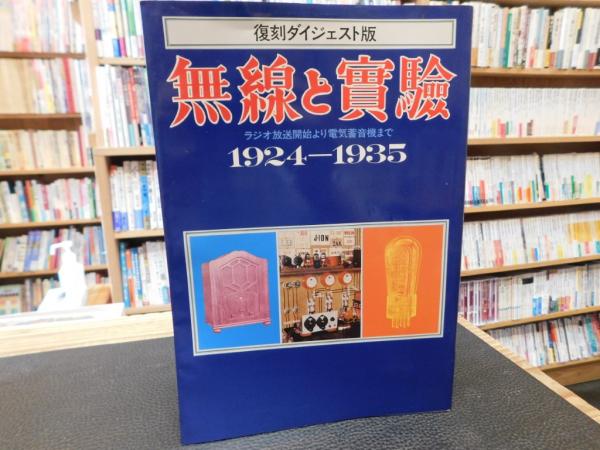 復刻ダイジェスト版
無線と實驗
ラジオ放送開始より電気蓄音機まで
1924—1935
JION